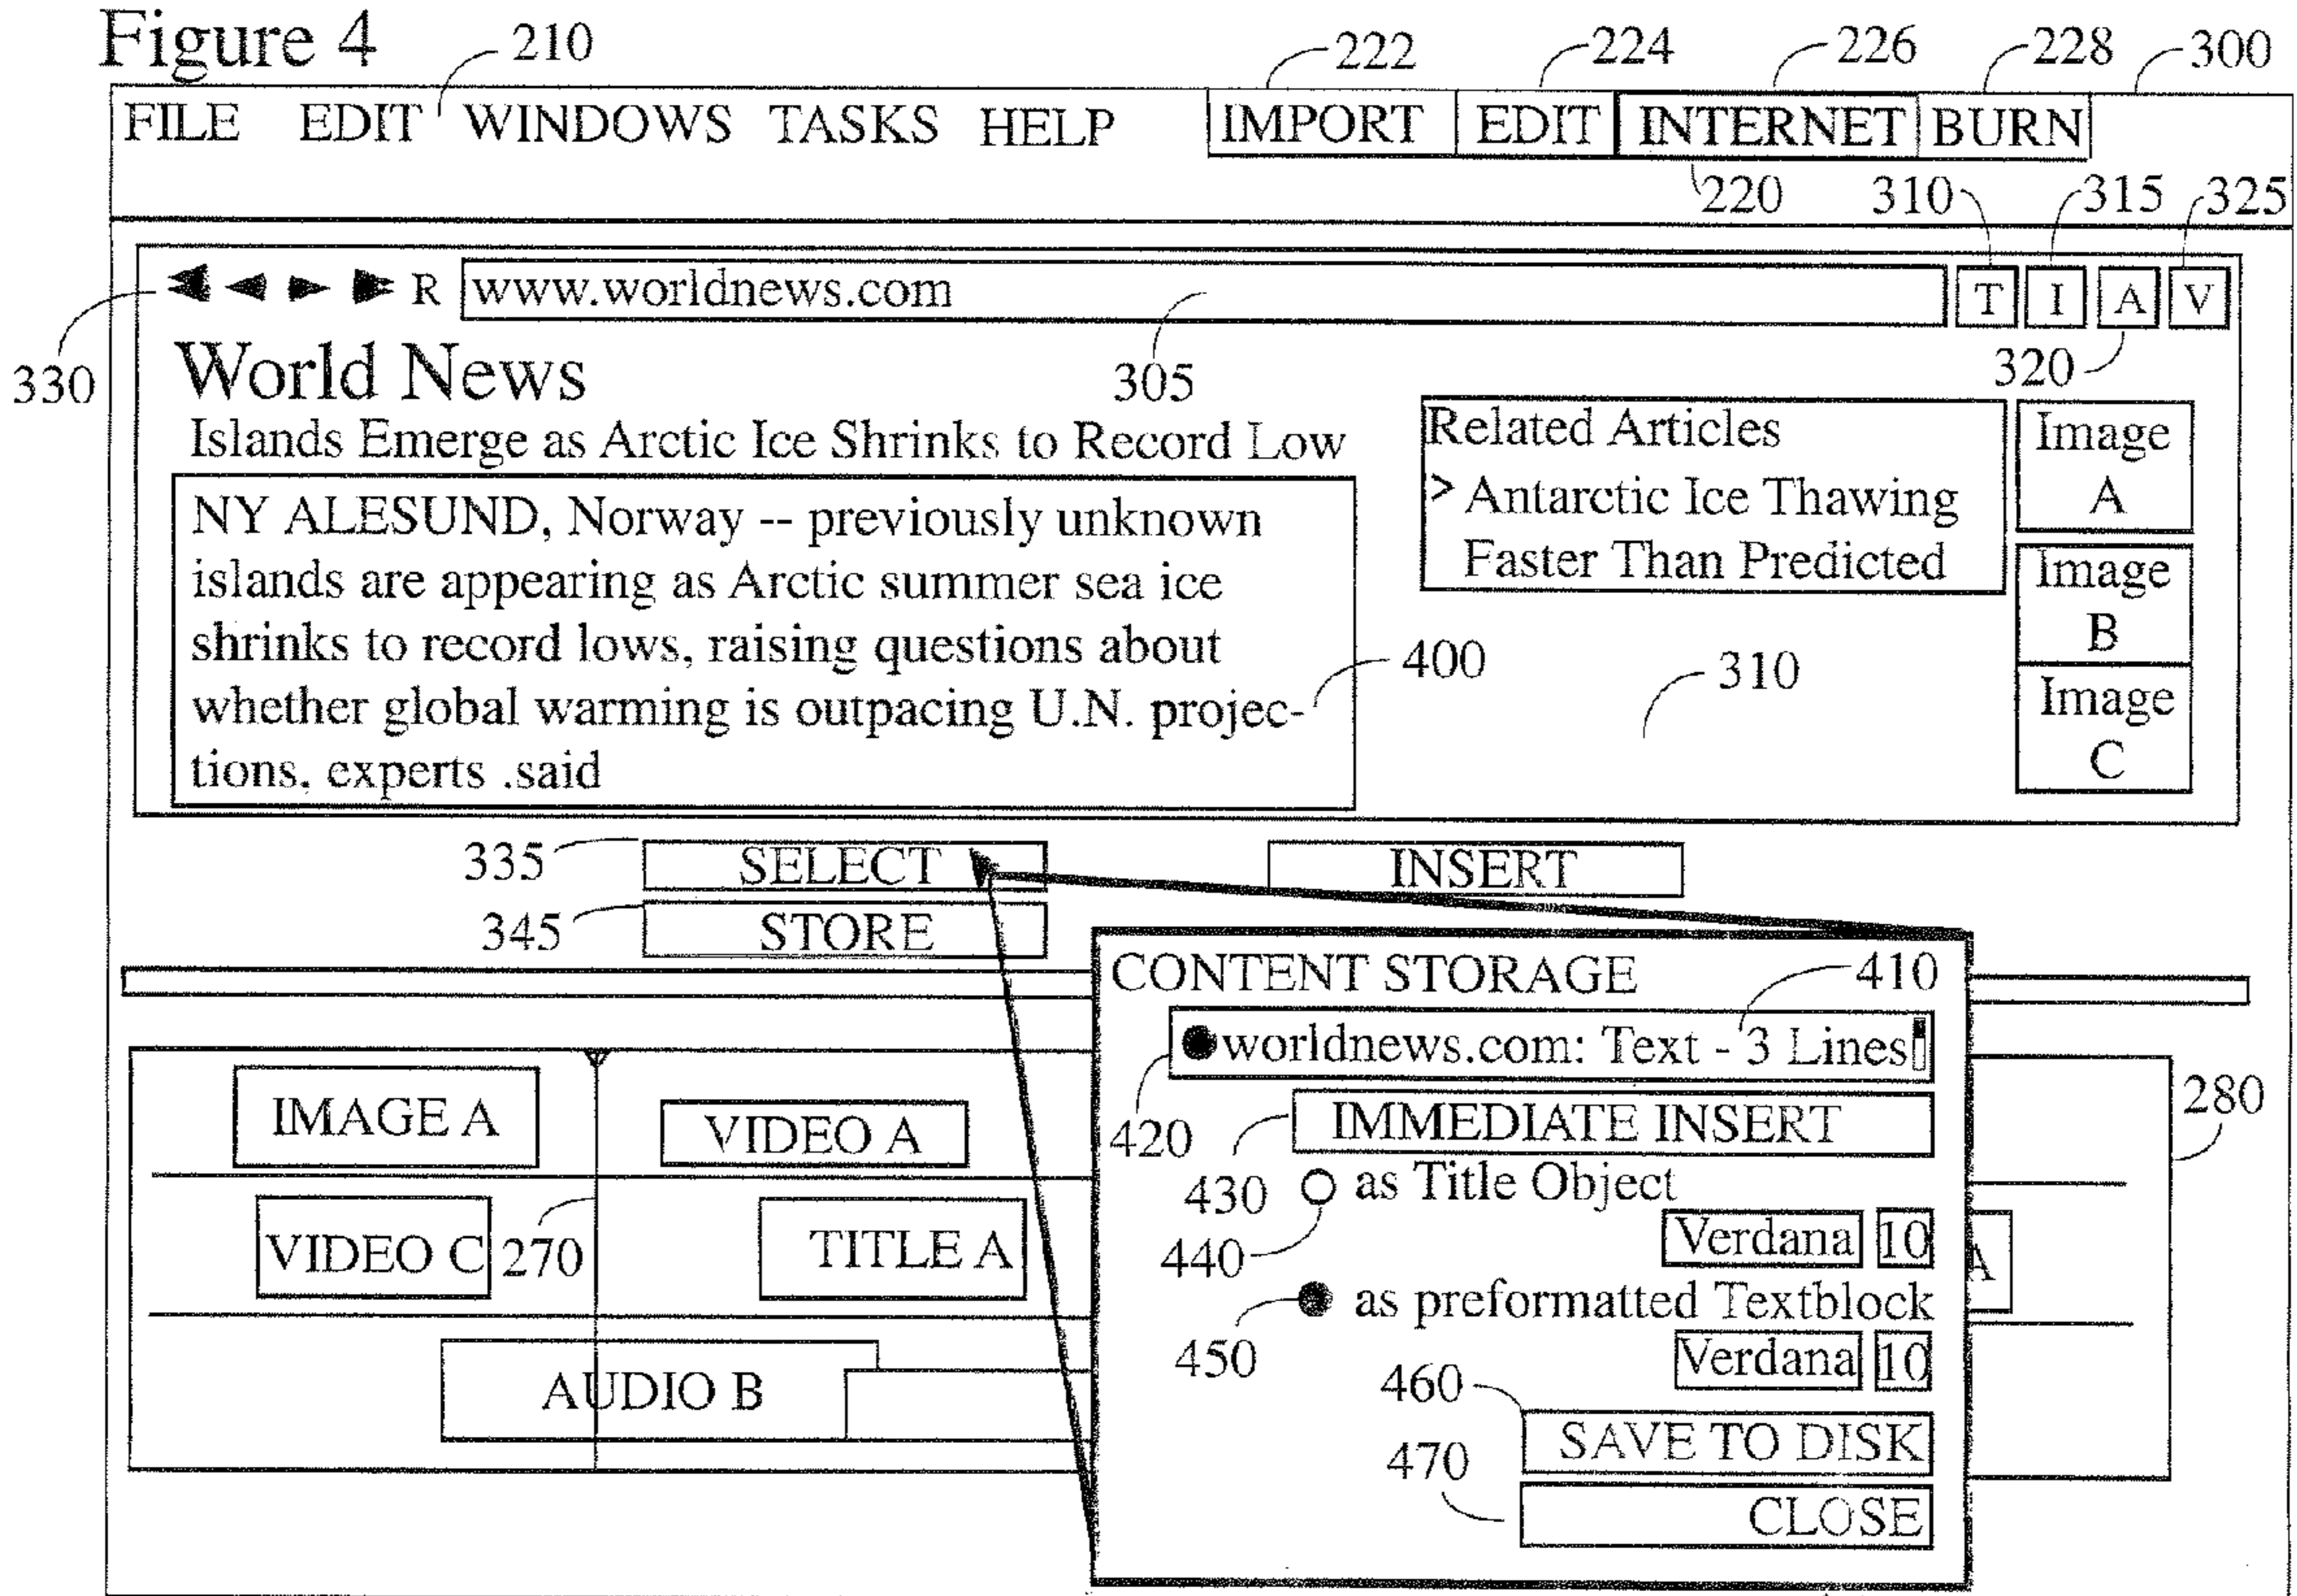 Figure 4
210
222
224
226
228
300
FILE EDIT WINDOWS TASKS HELP IMPORT EDIT INTERNET BURN
220
310
315
325
330
R www.worldnews.com T I A V
305
320
World News
Islands Emerge as Arctic Ice Shrinks to Record Low
NY ALESUND, Norway -- previously unknown
islands are appearing as Arctic summer sea ice
shrinks to record lows, raising questions about
whether global warming is outpacing U.N. projec-
tions, experts .said
400
Related Articles
> Antarctic Ice Thawing
Faster Than Predicted
310
Image
A
Image
B
Image
C
335
SELECT
INSERT
345
STORE
CONTENT STORAGE
410
worldnews.com: Text - 3 Lines
420
IMMEDIATE INSERT
430
as Title Object
440
Verdana 10
as preformatted Textblock
450
Verdana 10
460
SAVE TO DISK
470
CLOSE
IMAGE A
VIDEO A
280
VIDEO C
270
TITLE A
A
AUDIO B